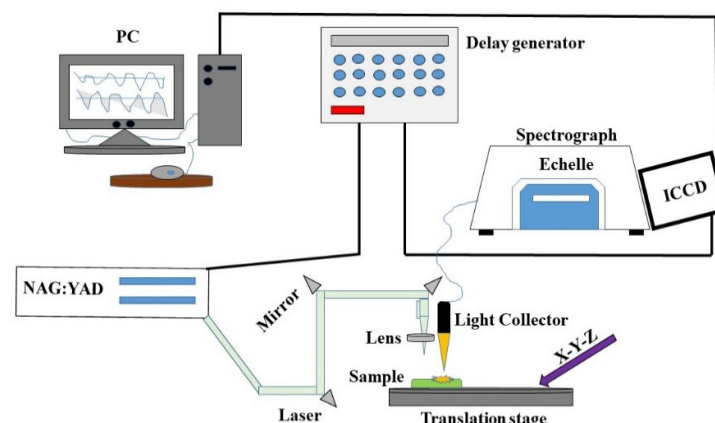 PC
Delay generator
Spectrograph
Echelle
ICCD
NAG:YAD
Mirror
Lens
Light Collector
X-Y-Z
Sample
Laser
Translation stage